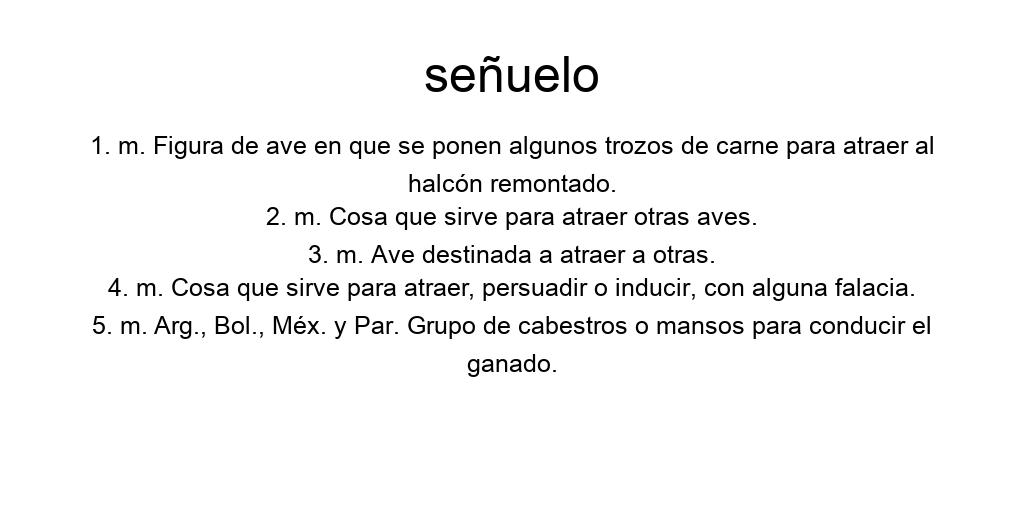 señuelo
1. m. Figura de ave en que se ponen algunos trozos de carne para atraer al
halcón remontado.
2. m. Cosa que sirve para atraer otras aves.
3. m. Ave destinada a atraer a otras.
4. m. Cosa que sirve para atraer, persuadir o inducir, con alguna falacia.
5. m. Arg., Bol., Méx. y Par. Grupo de cabestros o mansos para conducir el
ganado.